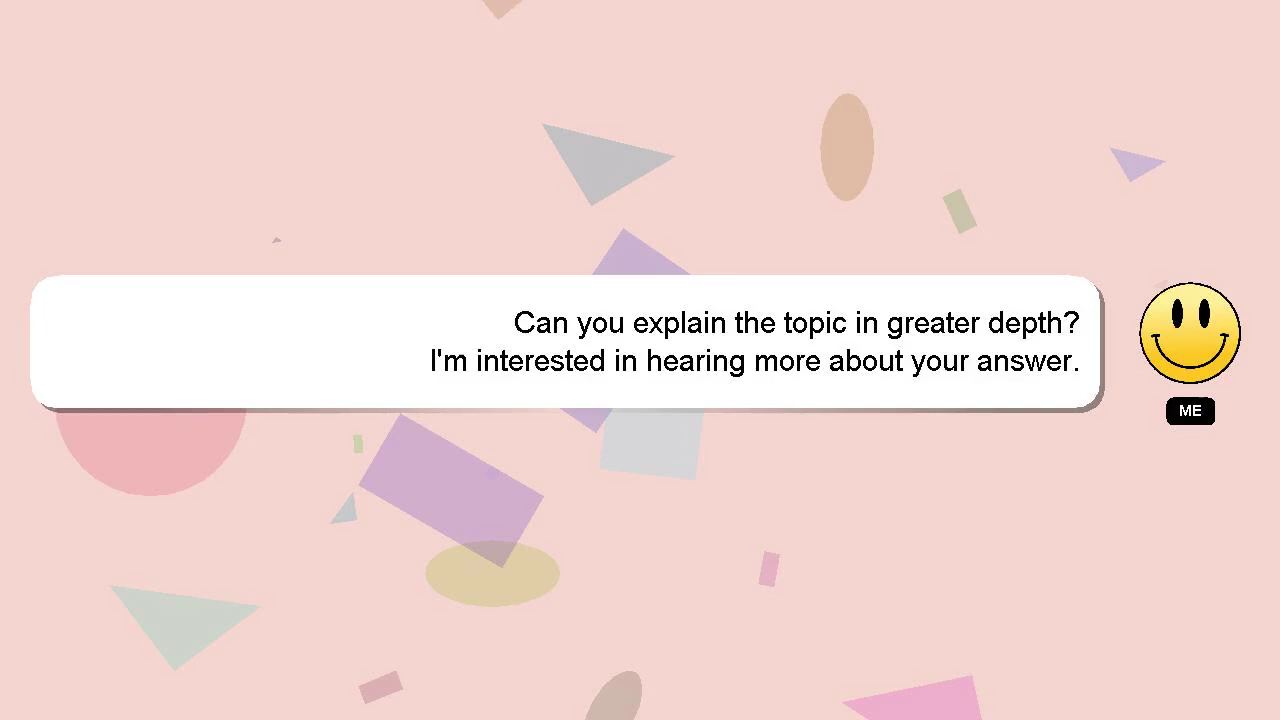 Can you explain the topic in greater depth?
I'm interested in hearing more about your answer.
ME